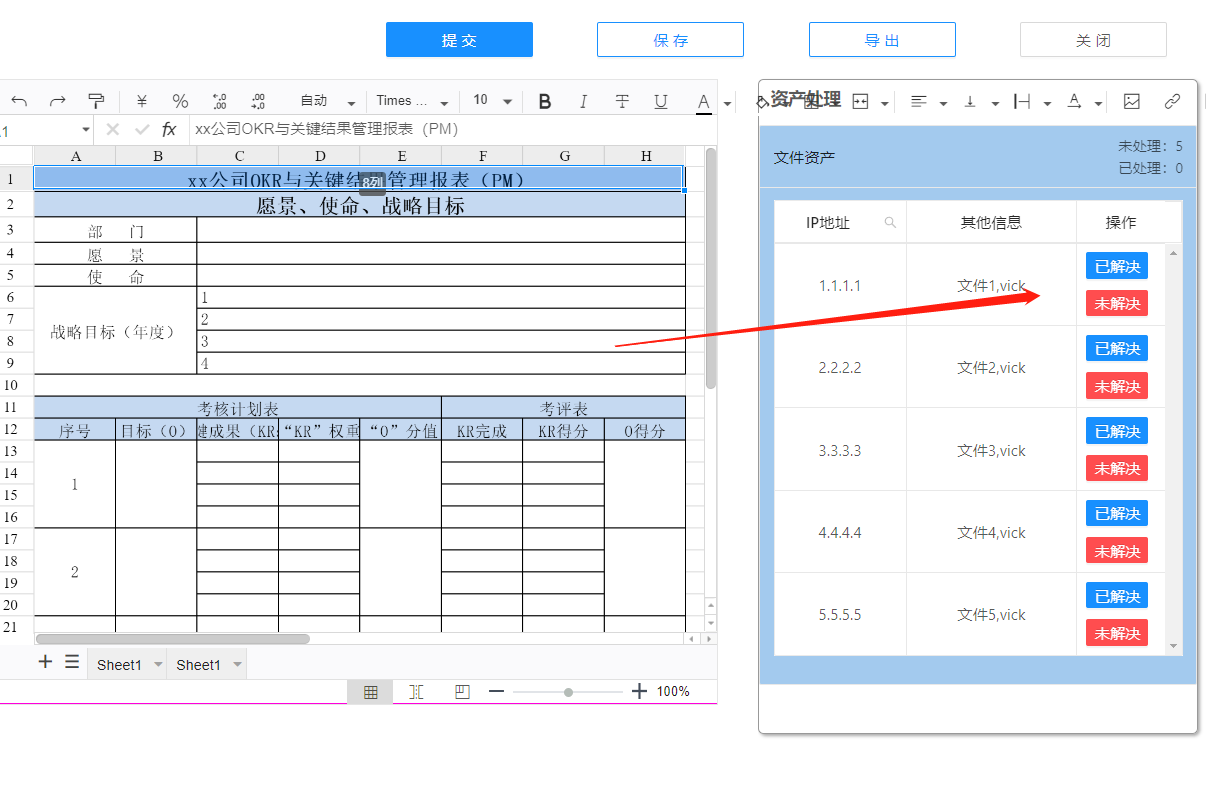 提 交
保 存
导 出
关 闭
¥ % .00 .00 自动 Times ... 10 B I T U A 资产处理 A
.1 fx xx公司OKR与关键结果管理报表（PM）
A B C D E F G H
1 xx公司OKR与关键结果管理报表（PM）
8列
2 愿景、使命、战略目标
3 部 门
4 愿 景
5 使 命
6 1
7 战略目标（年度） 2
8 3
9 4
10
11 考核计划表 考评表
12 序号 目标（O） 键成果（KR “KR”权重 “O”分值 KR完成 KR得分 O得分
13
14 1
15
16
17
18 2
19
20
21
Sheet1 Sheet1
100%
文件资产
未处理：5
已处理：0
IP地址 其他信息 操作
1.1.1.1 文件1,vick 已解决
未解决
2.2.2.2 文件2,vick 已解决
未解决
3.3.3.3 文件3,vick 已解决
未解决
4.4.4.4 文件4,vick 已解决
未解决
5.5.5.5 文件5,vick 已解决
未解决